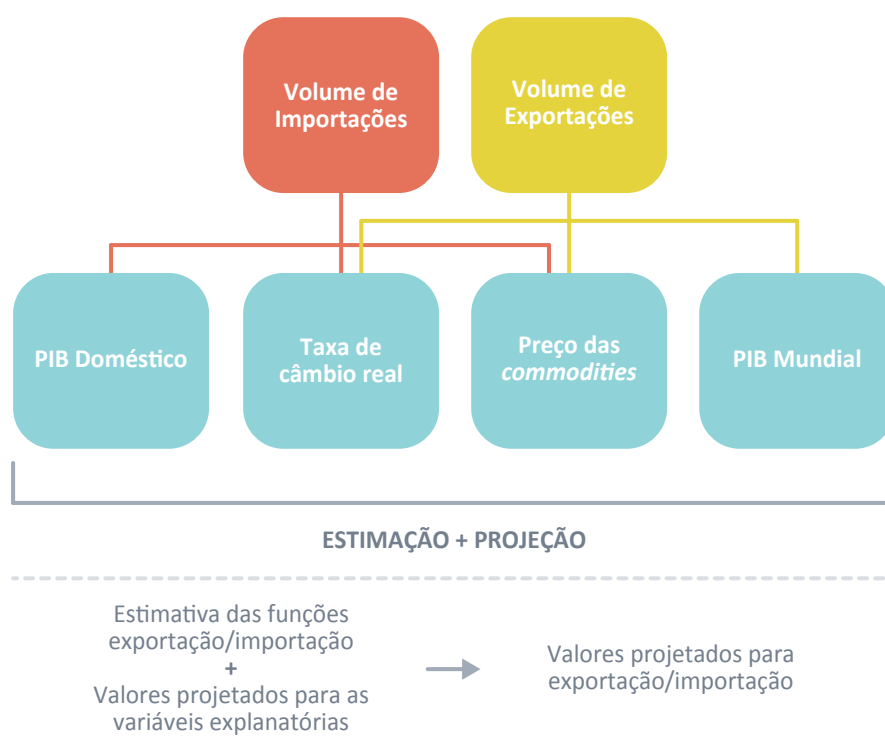 Volume de
Importações
Volume de
Exportações
PIB Doméstico
Taxa de
câmbio real
Preço das
commodities
PIB Mundial
ESTIMAÇÃO + PROJEÇÃO
Estimativa das funções
exportação/importação
+
Valores projetados para as
variáveis explanatórias
Valores projetados para
exportação/importação